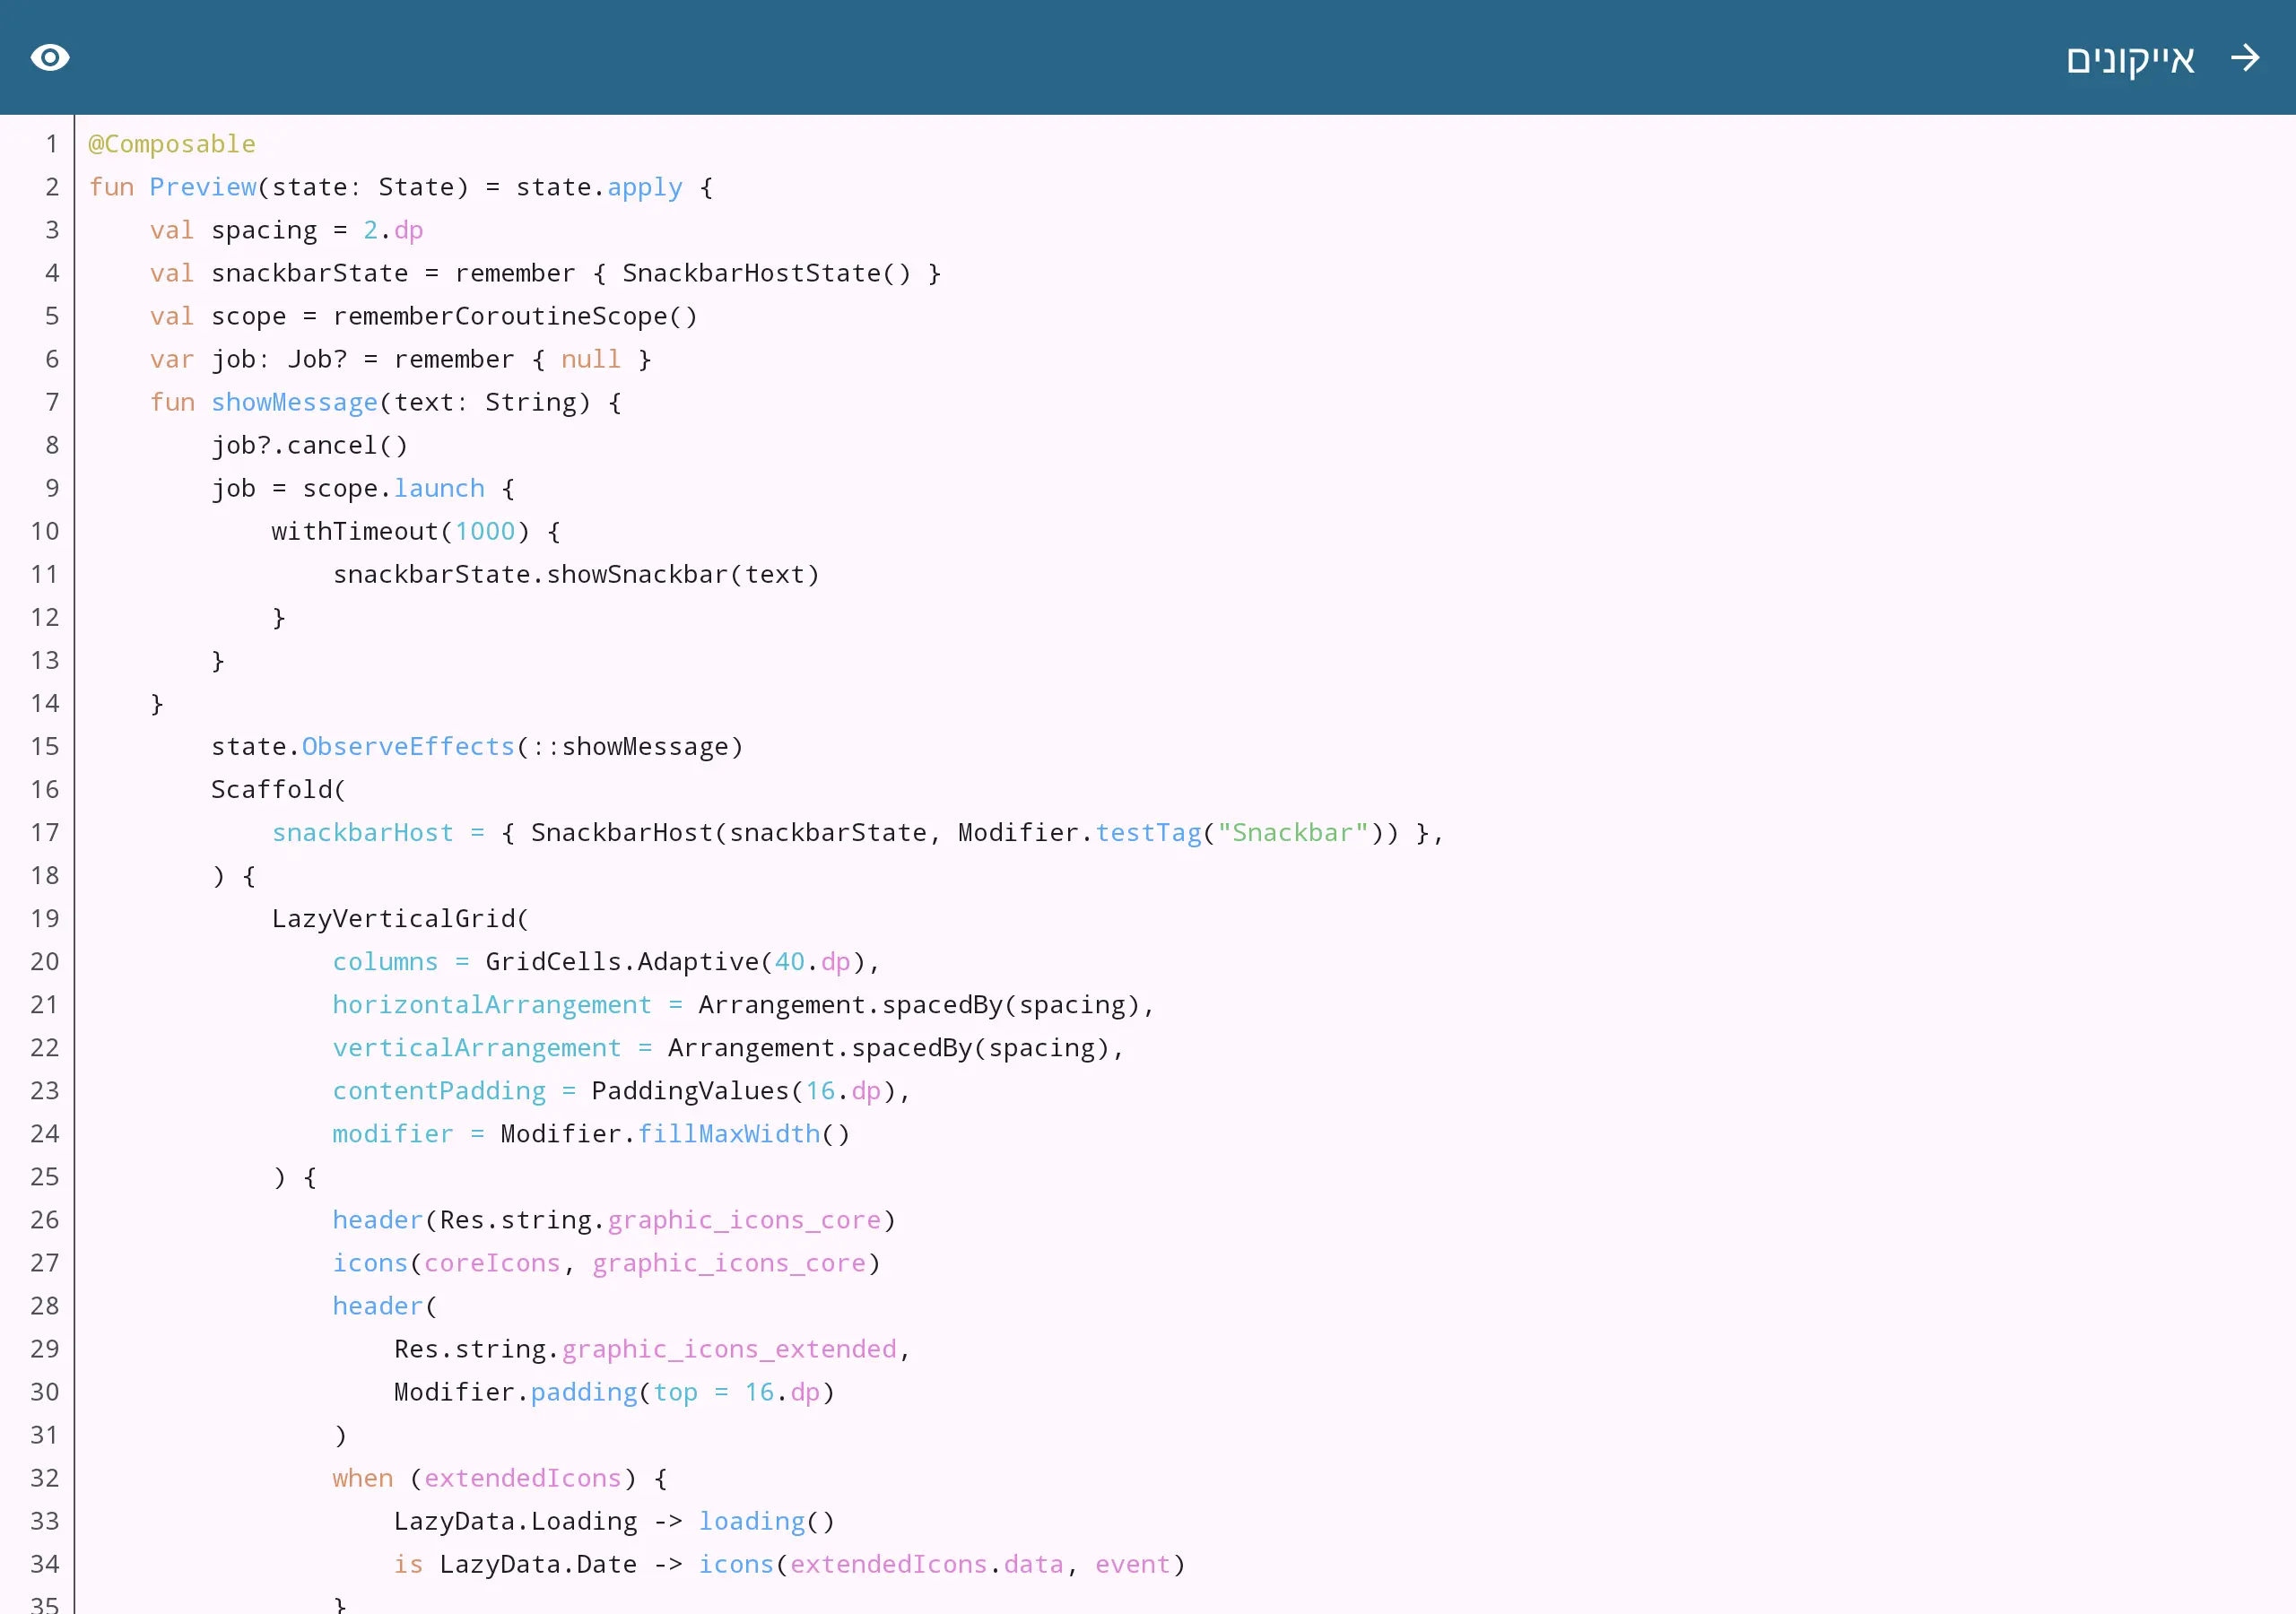 אייקונים
1 @Composable
2 fun Preview(state: State) = state.apply {
3     val spacing = 2.dp
4     val snackbarState = remember { SnackbarHostState() }
5     val scope = rememberCoroutineScope()
6     var job: Job? = remember { null }
7     fun showMessage(text: String) {
8         job?.cancel()
9         job = scope.launch {
10             withTimeout(1000) {
11                 snackbarState.showSnackbar(text)
12             }
13         }
14     }
15         state.ObserveEffects(::showMessage)
16         Scaffold(
17             snackbarHost = { SnackbarHost(snackbarState, Modifier.testTag("Snackbar")) },
18         ) {
19             LazyVerticalGrid(
20                 columns = GridCells.Adaptive(40.dp),
21                 horizontalArrangement = Arrangement.spacedBy(spacing),
22                 verticalArrangement = Arrangement.spacedBy(spacing),
23                 contentPadding = PaddingValues(16.dp),
24                 modifier = Modifier.fillMaxWidth()
25             ) {
26                 header(Res.string.graphic_icons_core)
27                 icons(coreIcons, graphic_icons_core)
28                 header(
29                     Res.string.graphic_icons_extended,
30                     Modifier.padding(top = 16.dp)
31                 )
32                 when (extendedIcons) {
33                     LazyData.Loading -> loading()
34                     is LazyData.Date -> icons(extendedIcons.data, event)
35                 }